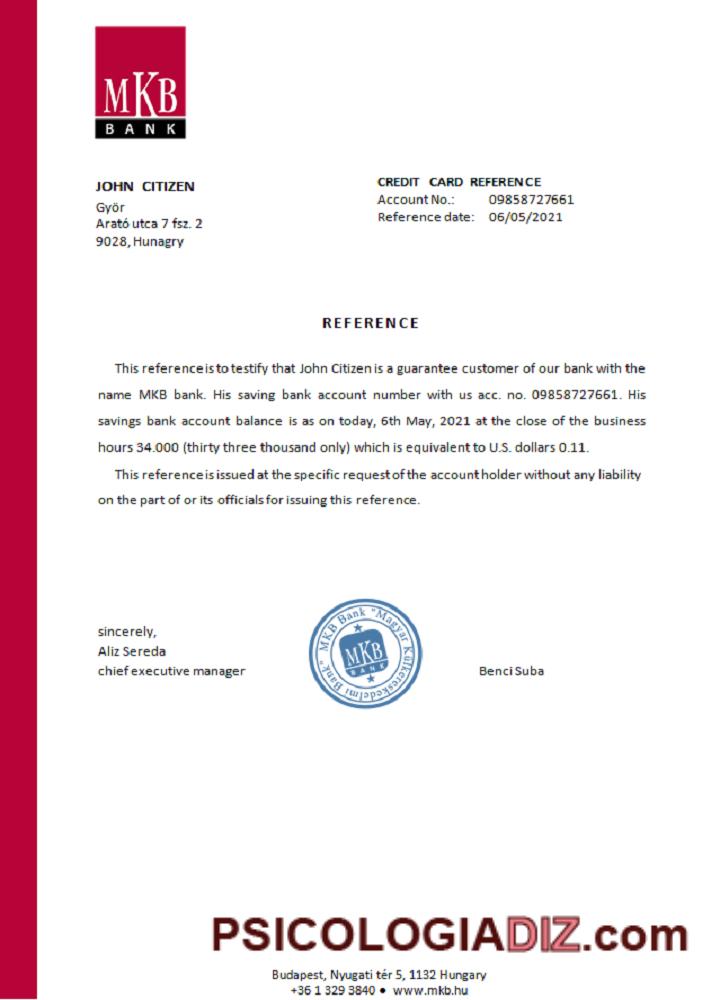 MKB
BANK
JOHN CITIZEN
Györ
Arató utca 7 fsz. 2
9028, Hunagry
CREDIT CARD REFERENCE
Account No.: 09858727661
Reference date: 06/05/2021
REFERENCE
This reference is to testify that John Citizen is a guarantee customer of our bank with the
name MKB bank. His saving bank account number with us acc. no. 09858727661. His
savings bank account balance is as on today, 6th May, 2021 at the close of the business
hours 34.000 (thirty three thousand only) which is equivalent to U.S. dollars 0.11.
This reference is issued at the specific request of the account holder without any liability
on the part of or its officials for issuing this reference.
sincerely,
Aliz Sereda
chief executive manager
MKB Bank "Magyar Külkereskedelmi Bank"
MKB
BANK
Benci Suba
PSICOLOGIADIZ.com
Budapest, Nyugati tér 5, 1132 Hungary
+36 1 329 3840 • www.mkb.hu